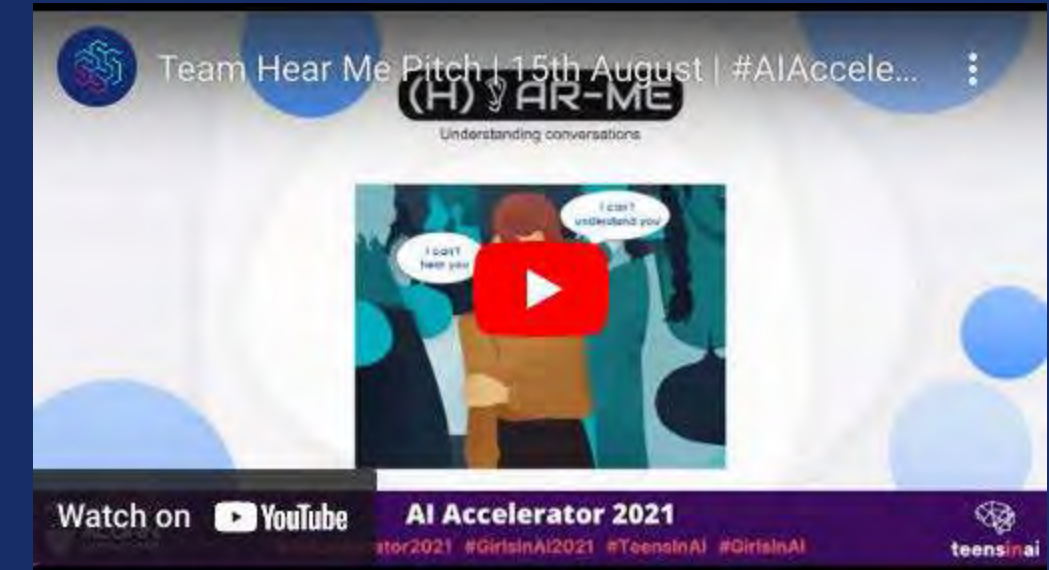 Team Hear Me Pitch | 15th August | #AIAccele...
(H) AR-ME
Understanding conversations
I can't
understand you
I can't
hear you
Watch on YouTube
AI Accelerator 2021
ator2021 #GirlsInAI2021 #TeensInAI #GirlsInAI
teensinai